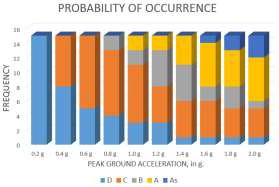 PROBABILITY OF OCCURRENCE
FREQUENCY
16
14
12
10
8
6
4
2
0
0.2 g 0.4 g 0.6 g 0.8 g 1.0 g 1.2 g 1.4 g 1.6 g 1.8 g 2.0 g
PEAK GROUND ACCELERATION, in g.
D C B A As